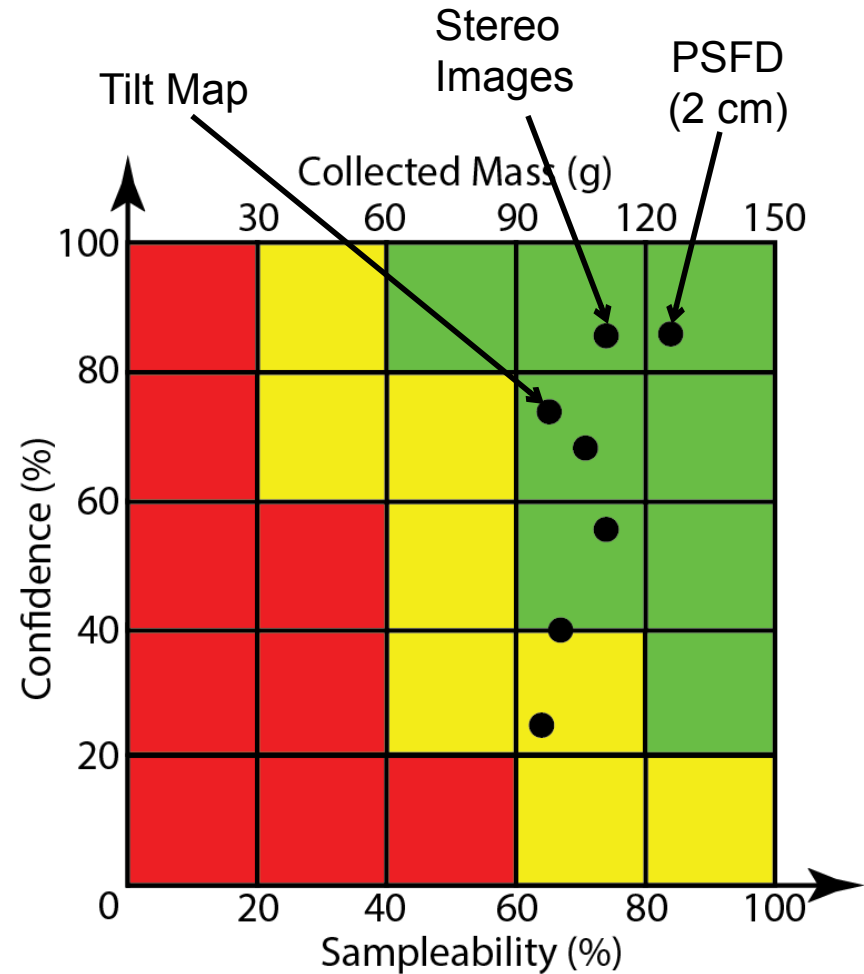 Stereo
Images
PSFD
(2 cm)
Tilt Map
Collected Mass (g)
30 60 90 120 150
100
80
60
40
20
0
Confidence (%)
20 40 60 80 100
Sampleability (%)